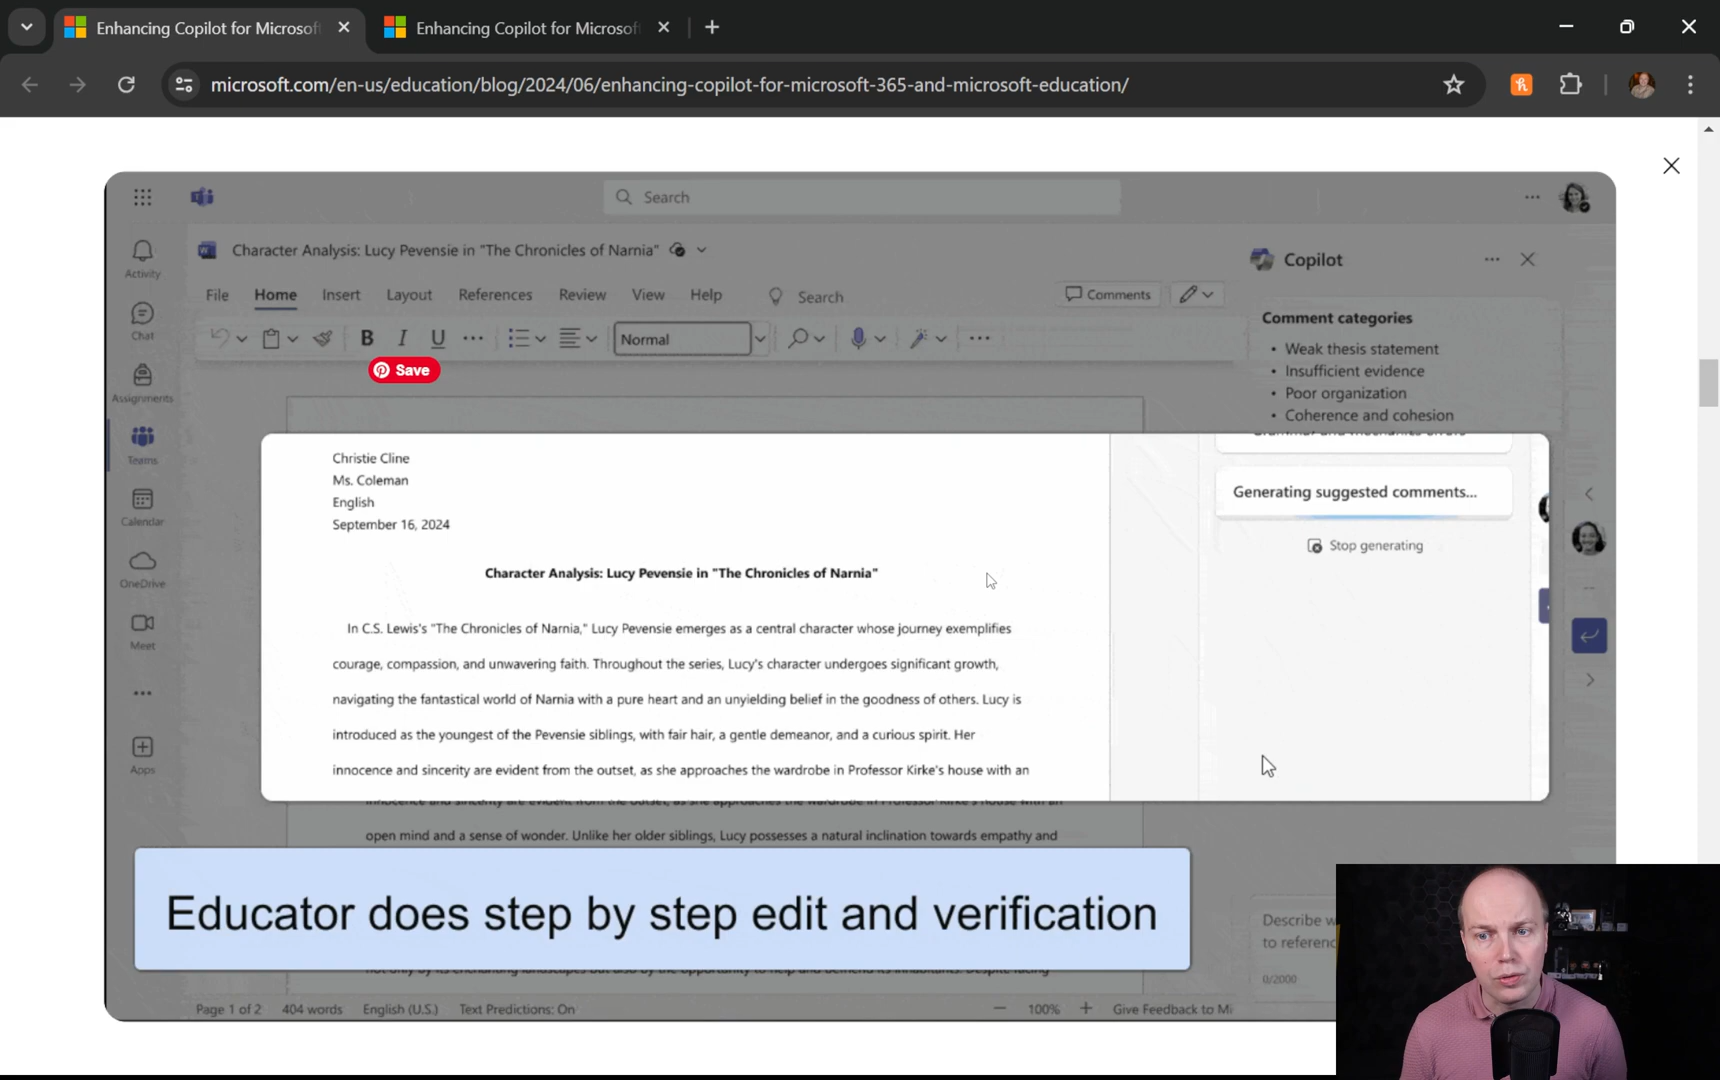 Enhancing Copilot for Microsof
Enhancing Copilot for Microsof
microsoft.com/en-us/education/blog/2024/06/enhancing-copilot-for-microsoft-365-and-microsoft-education/
Search
Character Analysis: Lucy Pevensie in "The Chronicles of Narnia"
Copilot
File Home Insert Layout References Review View Help Search Comments
Normal
Save
Activity
Chat
Assignments
Teams
Calendar
OneDrive
Meet
Apps
Comment categories
• Weak thesis statement
• Insufficient evidence
• Poor organization
• Coherence and cohesion
Generating suggested comments...
Stop generating
Christie Cline
Ms. Coleman
English
September 16, 2024
Character Analysis: Lucy Pevensie in "The Chronicles of Narnia"
In C.S. Lewis's "The Chronicles of Narnia," Lucy Pevensie emerges as a central character whose journey exemplifies
courage, compassion, and unwavering faith. Throughout the series, Lucy's character undergoes significant growth,
navigating the fantastical world of Narnia with a pure heart and an unyielding belief in the goodness of others. Lucy is
introduced as the youngest of the Pevensie siblings, with fair hair, a gentle demeanor, and a curious spirit. Her
innocence and sincerity are evident from the outset, as she approaches the wardrobe in Professor Kirke's house with an
open mind and a sense of wonder. Unlike her older siblings, Lucy possesses a natural inclination towards empathy and
Educator does step by step edit and verification
Describe w
to referenc
0/2000
Page 1 of 2 404 words English (U.S.) Text Predictions: On 100% Give Feedback to Mi